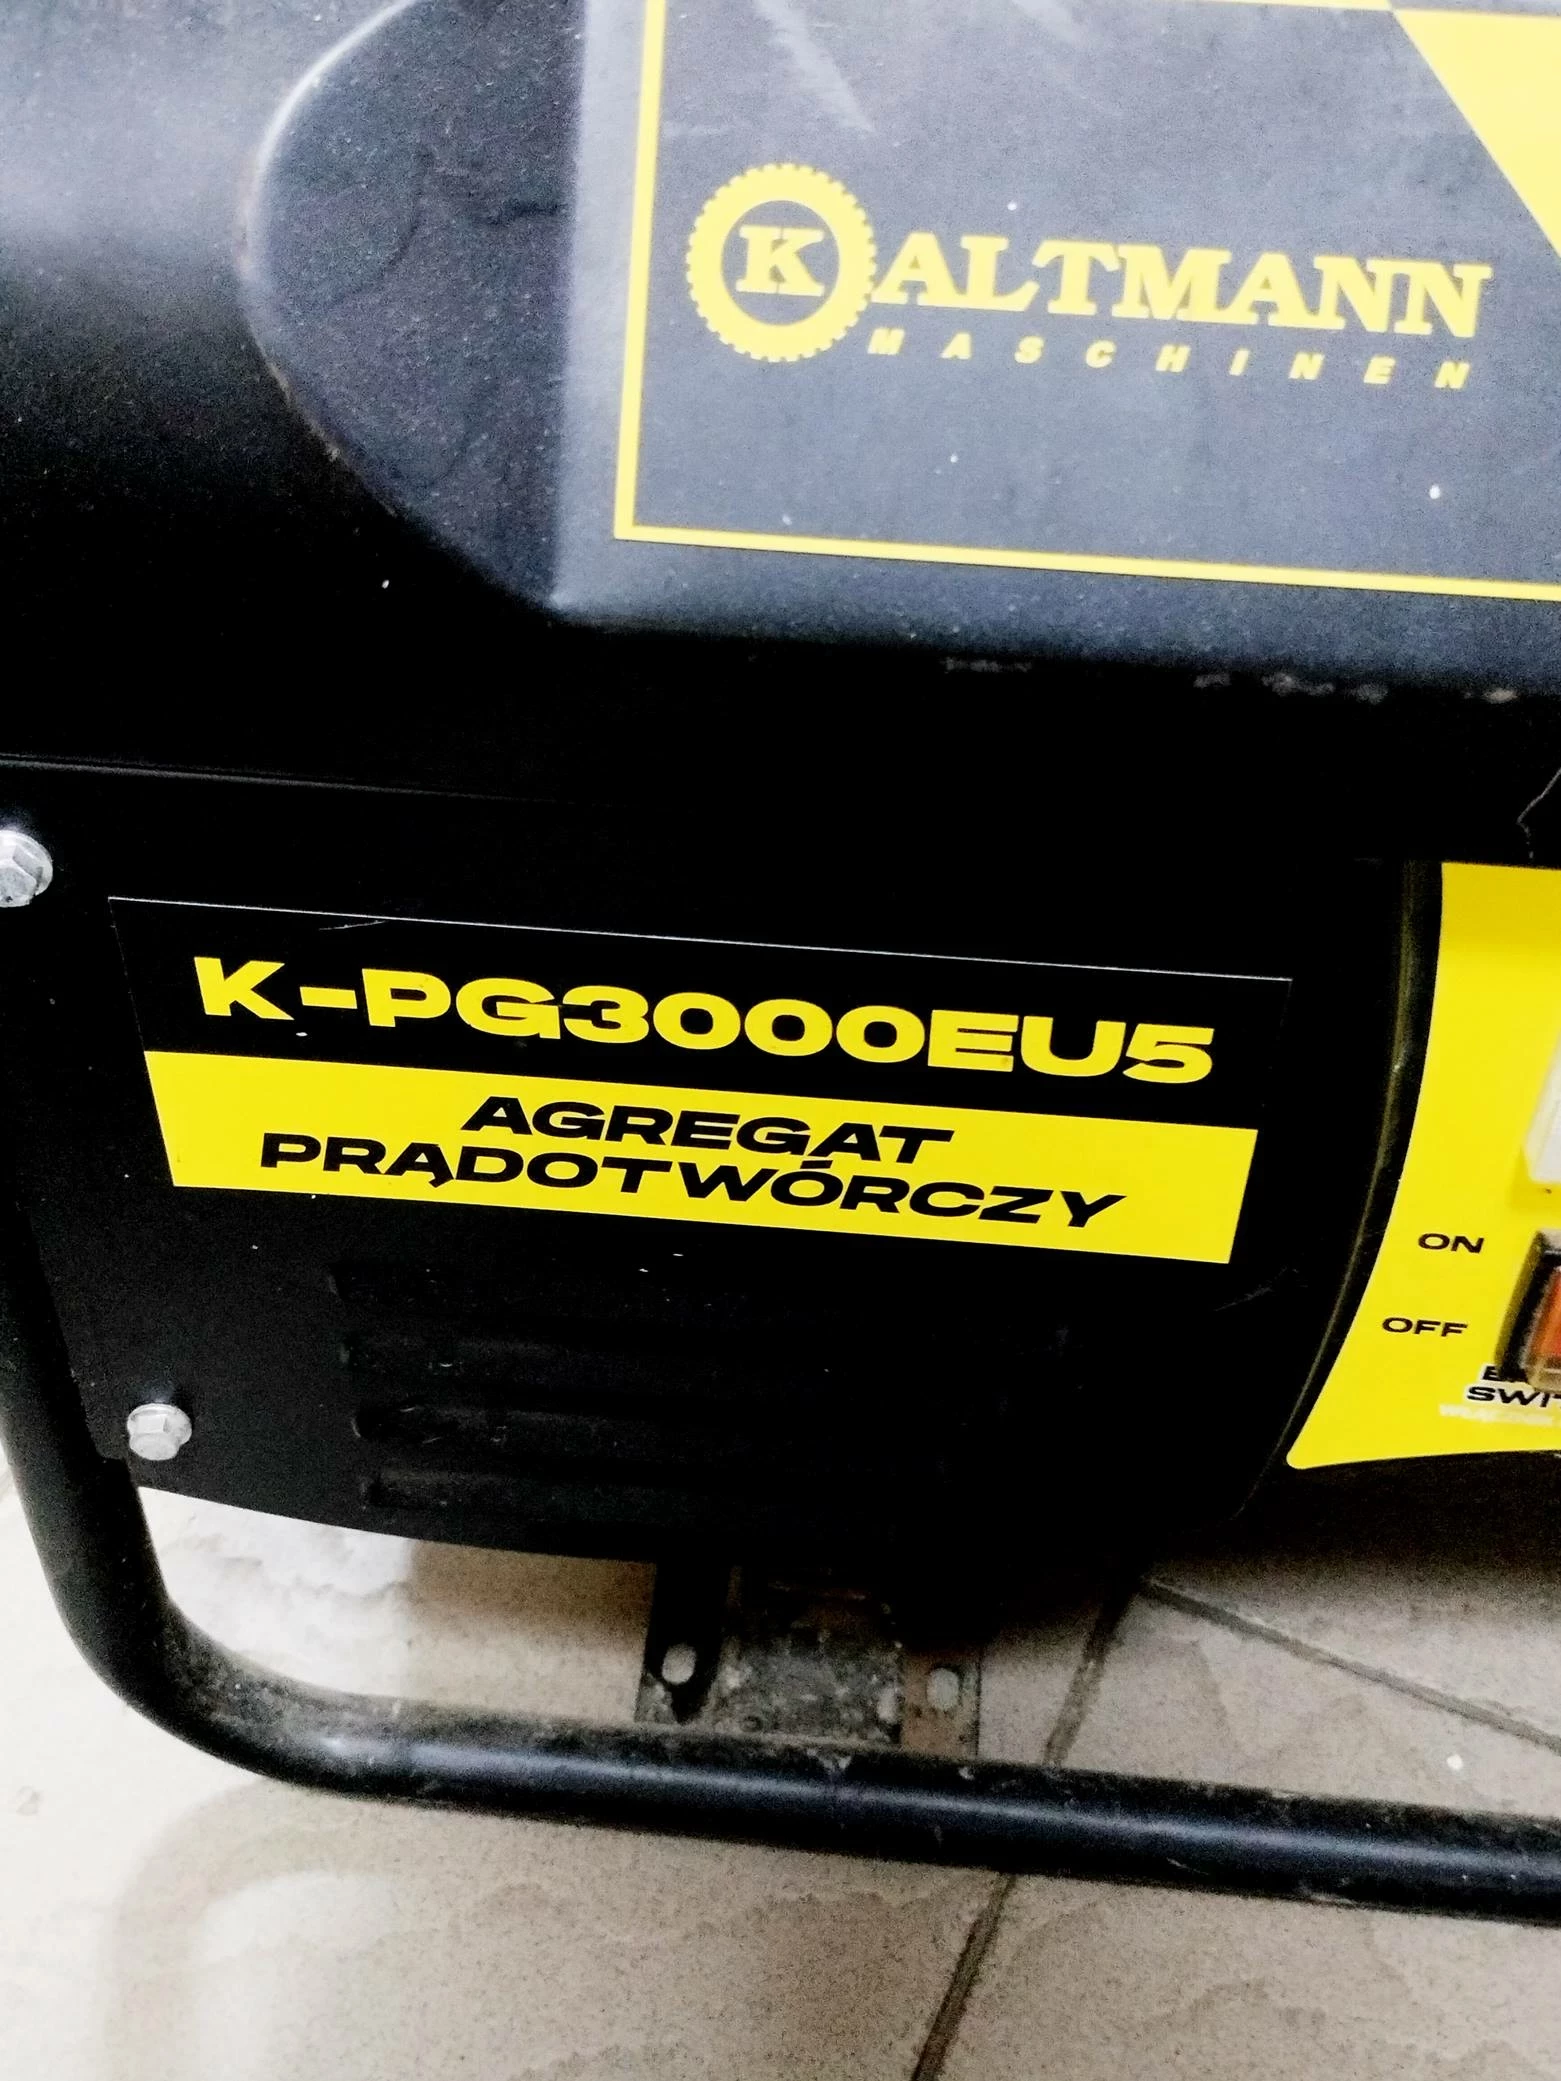 KALTMANN
MASCHINEN
K-PG3000EU5
AGREGAT
PRĄDOTWÓRCZY
ON
OFF